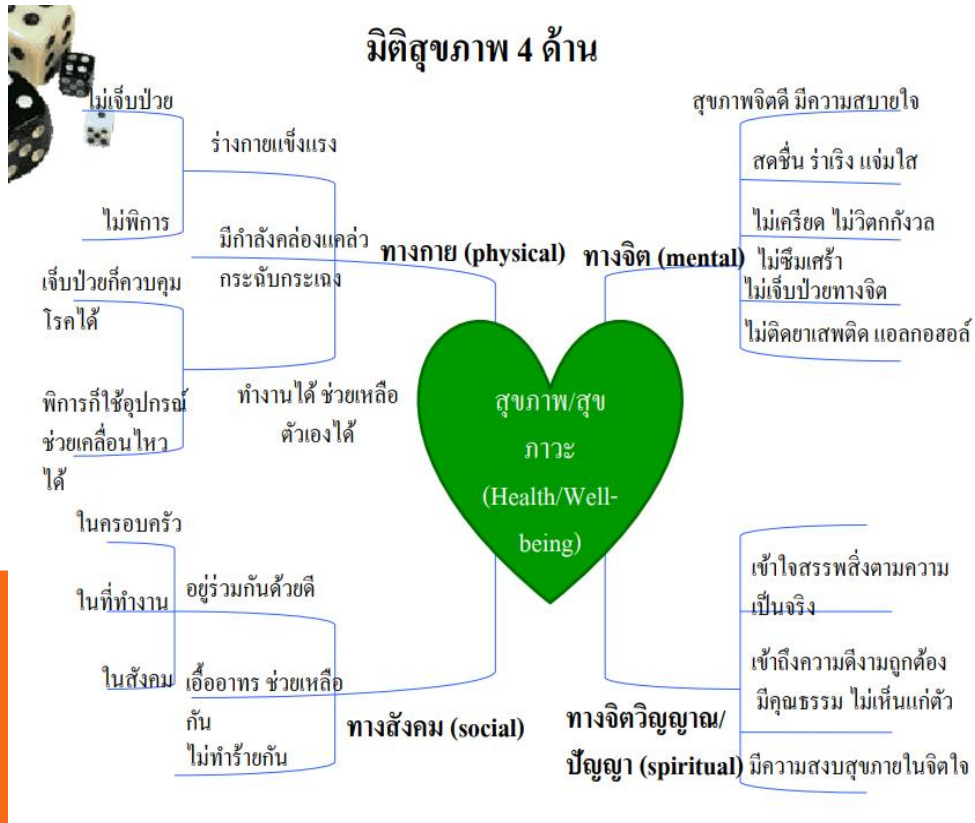 มิติสุขภาพ 4 ด้าน
ไม่เจ็บป่วย
ร่างกายแข็งแรง
ไม่พิการ
มีกำลังคล่องแคล่ว
กระฉับกระเฉง
ทางกาย (physical)
เจ็บป่วยก็ควบคุม
โรคได้
พิการก็ใช้อุปกรณ์
ช่วยเคลื่อนไหว
ได้
ทำงานได้ ช่วยเหลือ
ตัวเองได้
สุขภาพจิตดี มีความสบายใจ
สดชื่น ร่าเริง แจ่มใส
ไม่เครียด ไม่วิตกกังวล
ทางจิต (mental)
ไม่ซึมเศร้า
ไม่เจ็บป่วยทางจิต
ไม่ติดยาเสพติด แอลกอฮอล์
สุขภาพ/สุข
ภาวะ
(Health/Well-
being)
ในครอบครัว
ในที่ทำงาน
อยู่ร่วมกันด้วยดี
ในสังคม
เอื้ออาทร ช่วยเหลือ
กัน
ไม่ทำร้ายกัน
ทางสังคม (social)
เข้าใจสรรพสิ่งตามความ
เป็นจริง
เข้าถึงความดีงามถูกต้อง
มีคุณธรรม ไม่เห็นแก่ตัว
ทางจิตวิญญาณ/
ปัญญา (spiritual)
มีความสงบสุขภายในจิตใจ